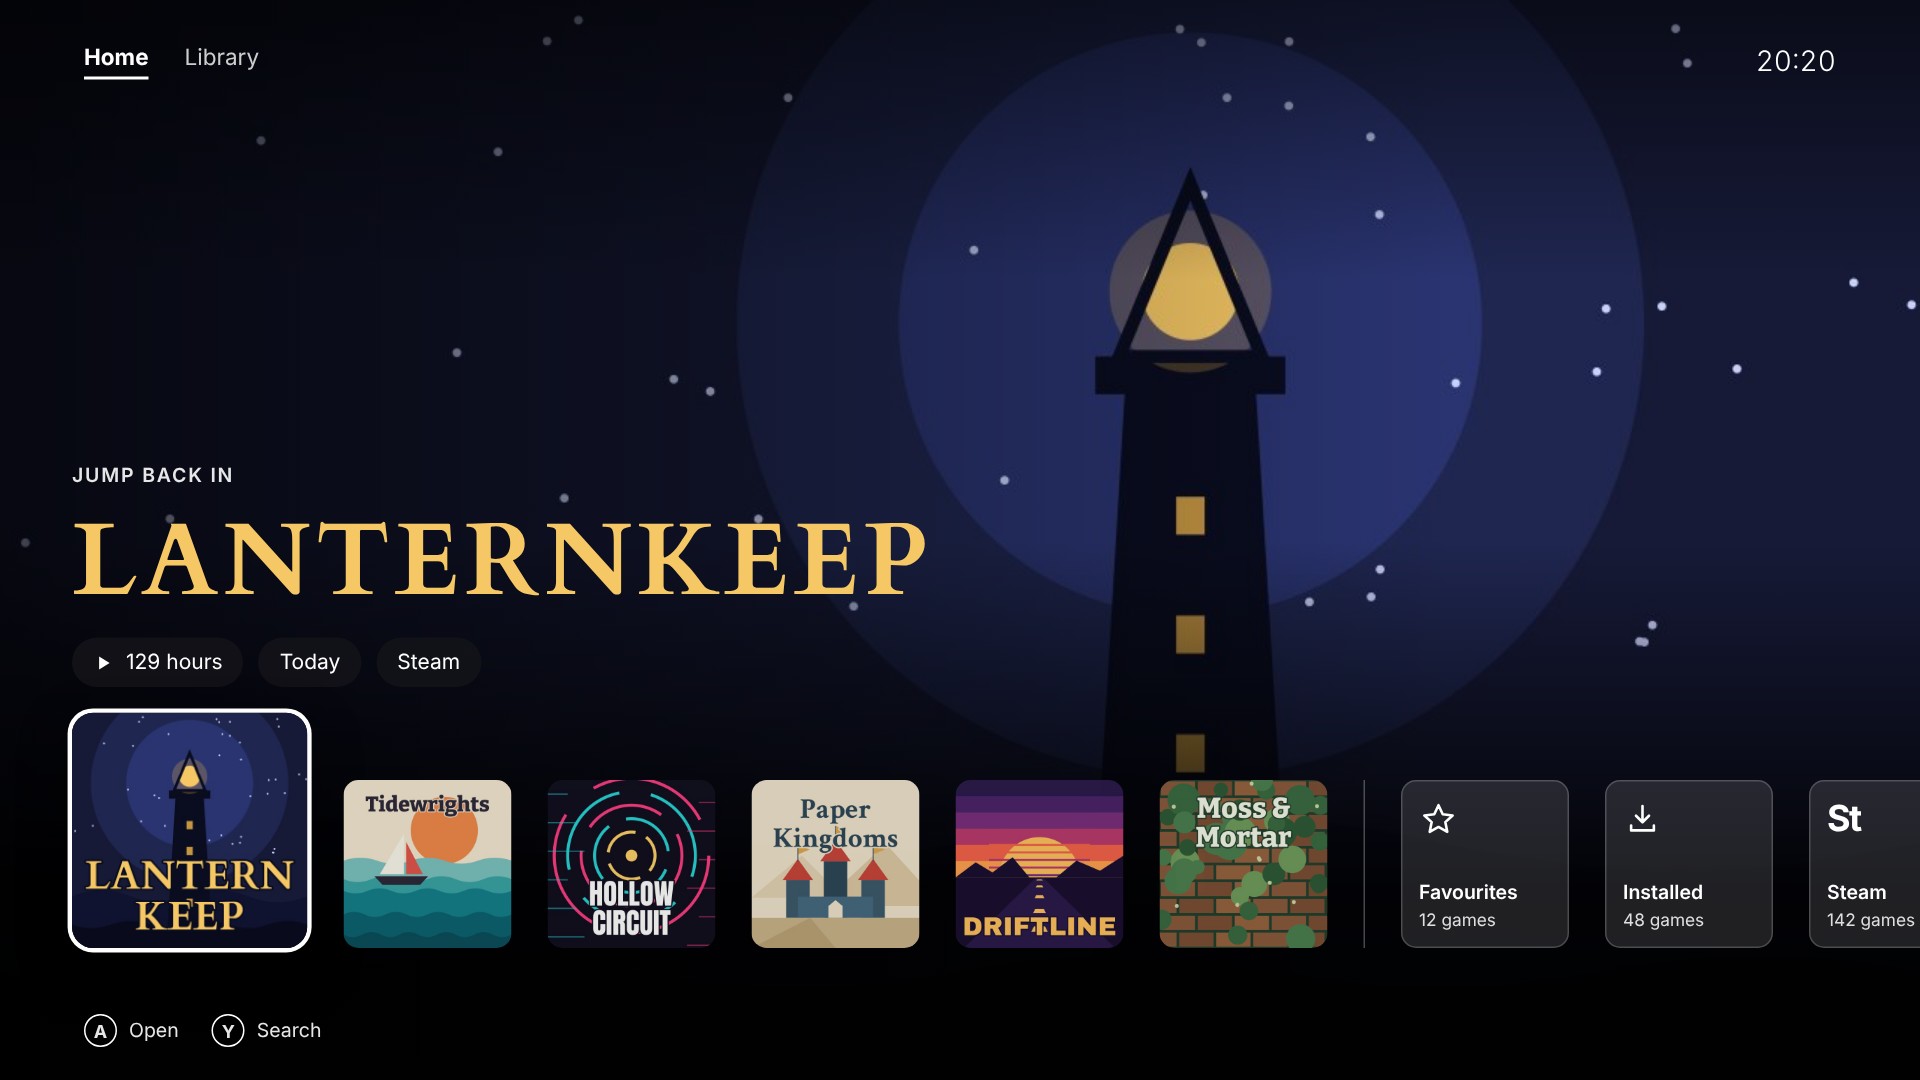 Home
Library
20:20
JUMP BACK IN
LANTERNKEEP
129 hours
Today
Steam
LANTERN
KEEP
Tidewrights
HOLLOW
CIRCUIT
Paper
Kingdoms
DRIFTLINE
Moss &
Mortar
Favourites
12 games
Installed
48 games
St
Steam
142 games
A Open
Y Search